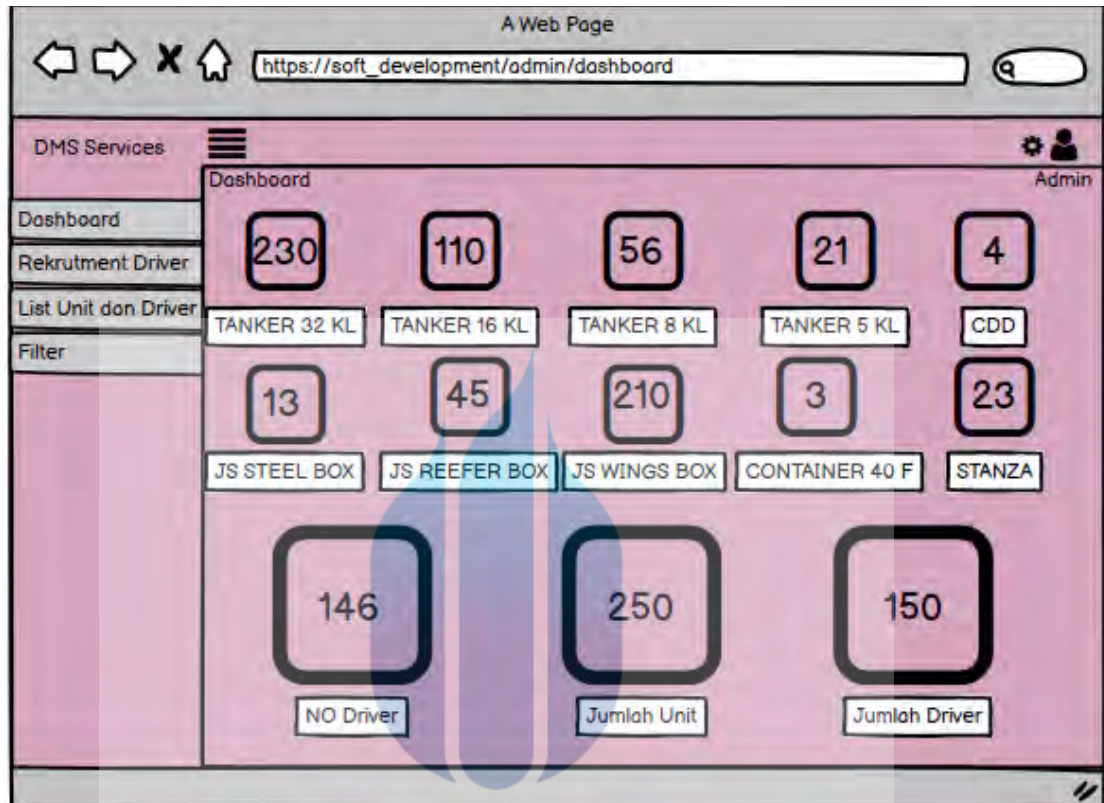 A Web Page
https://soft_development/admin/dashboard
DMS Services
Dashboard
Admin
Dashboard
Rekrutment Driver
List Unit dan Driver
Filter
230
110
56
21
4
TANKER 32 KL
TANKER 16 KL
TANKER 8 KL
TANKER 5 KL
CDD
13
45
210
3
23
JS STEEL BOX
JS REEFER BOX
JS WINGS BOX
CONTAINER 40 F
STANZA
146
250
150
NO Driver
Jumlah Unit
Jumlah Driver